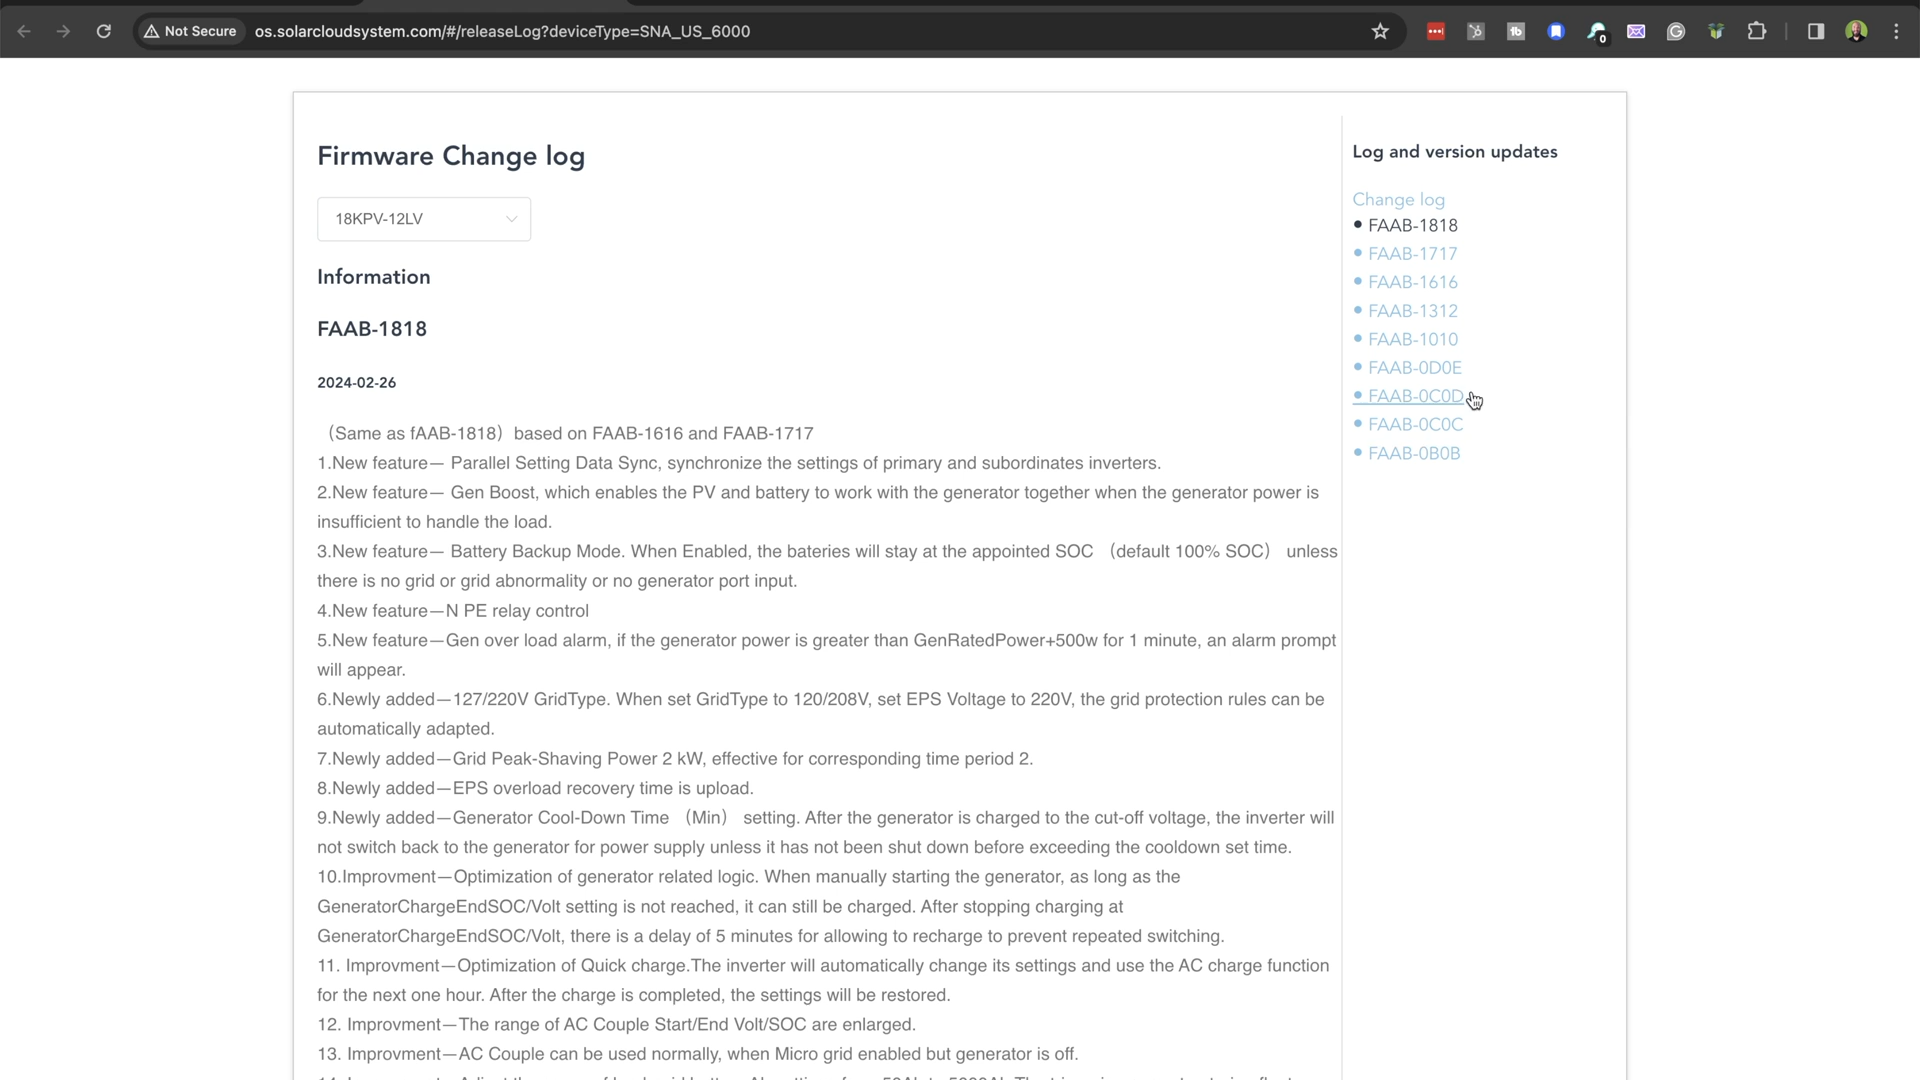 Not Secure
os.solarcloudsystem.com/#/releaseLog?deviceType=SNA_US_6000
tb
0
Firmware Change log
18KPV-12LV
Information
FAAB-1818
2024-02-26
（Same as fAAB-1818）based on FAAB-1616 and FAAB-1717
1.New feature— Parallel Setting Data Sync, synchronize the settings of primary and subordinates inverters.
2.New feature— Gen Boost, which enables the PV and battery to work with the generator together when the generator power is
insufficient to handle the load.
3.New feature— Battery Backup Mode. When Enabled, the bateries will stay at the appointed SOC （default 100% SOC） unless
there is no grid or grid abnormality or no generator port input.
4.New feature—N PE relay control
5.New feature—Gen over load alarm, if the generator power is greater than GenRatedPower+500w for 1 minute, an alarm prompt
will appear.
6.Newly added—127/220V GridType. When set GridType to 120/208V, set EPS Voltage to 220V, the grid protection rules can be
automatically adapted.
7.Newly added—Grid Peak-Shaving Power 2 kW, effective for corresponding time period 2.
8.Newly added—EPS overload recovery time is upload.
9.Newly added—Generator Cool-Down Time （Min） setting. After the generator is charged to the cut-off voltage, the inverter will
not switch back to the generator for power supply unless it has not been shut down before exceeding the cooldown set time.
10.Improvment—Optimization of generator related logic. When manually starting the generator, as long as the
GeneratorChargeEndSOC/Volt setting is not reached, it can still be charged. After stopping charging at
GeneratorChargeEndSOC/Volt, there is a delay of 5 minutes for allowing to recharge to prevent repeated switching.
11. Improvment—Optimization of Quick charge.The inverter will automatically change its settings and use the AC charge function
for the next one hour. After the charge is completed, the settings will be restored.
12. Improvment—The range of AC Couple Start/End Volt/SOC are enlarged.
13. Improvment—AC Couple can be used normally, when Micro grid enabled but generator is off.
Log and version updates
Change log
FAAB-1818
FAAB-1717
FAAB-1616
FAAB-1312
FAAB-1010
FAAB-0D0E
FAAB-0C0D
FAAB-0C0C
FAAB-0B0B